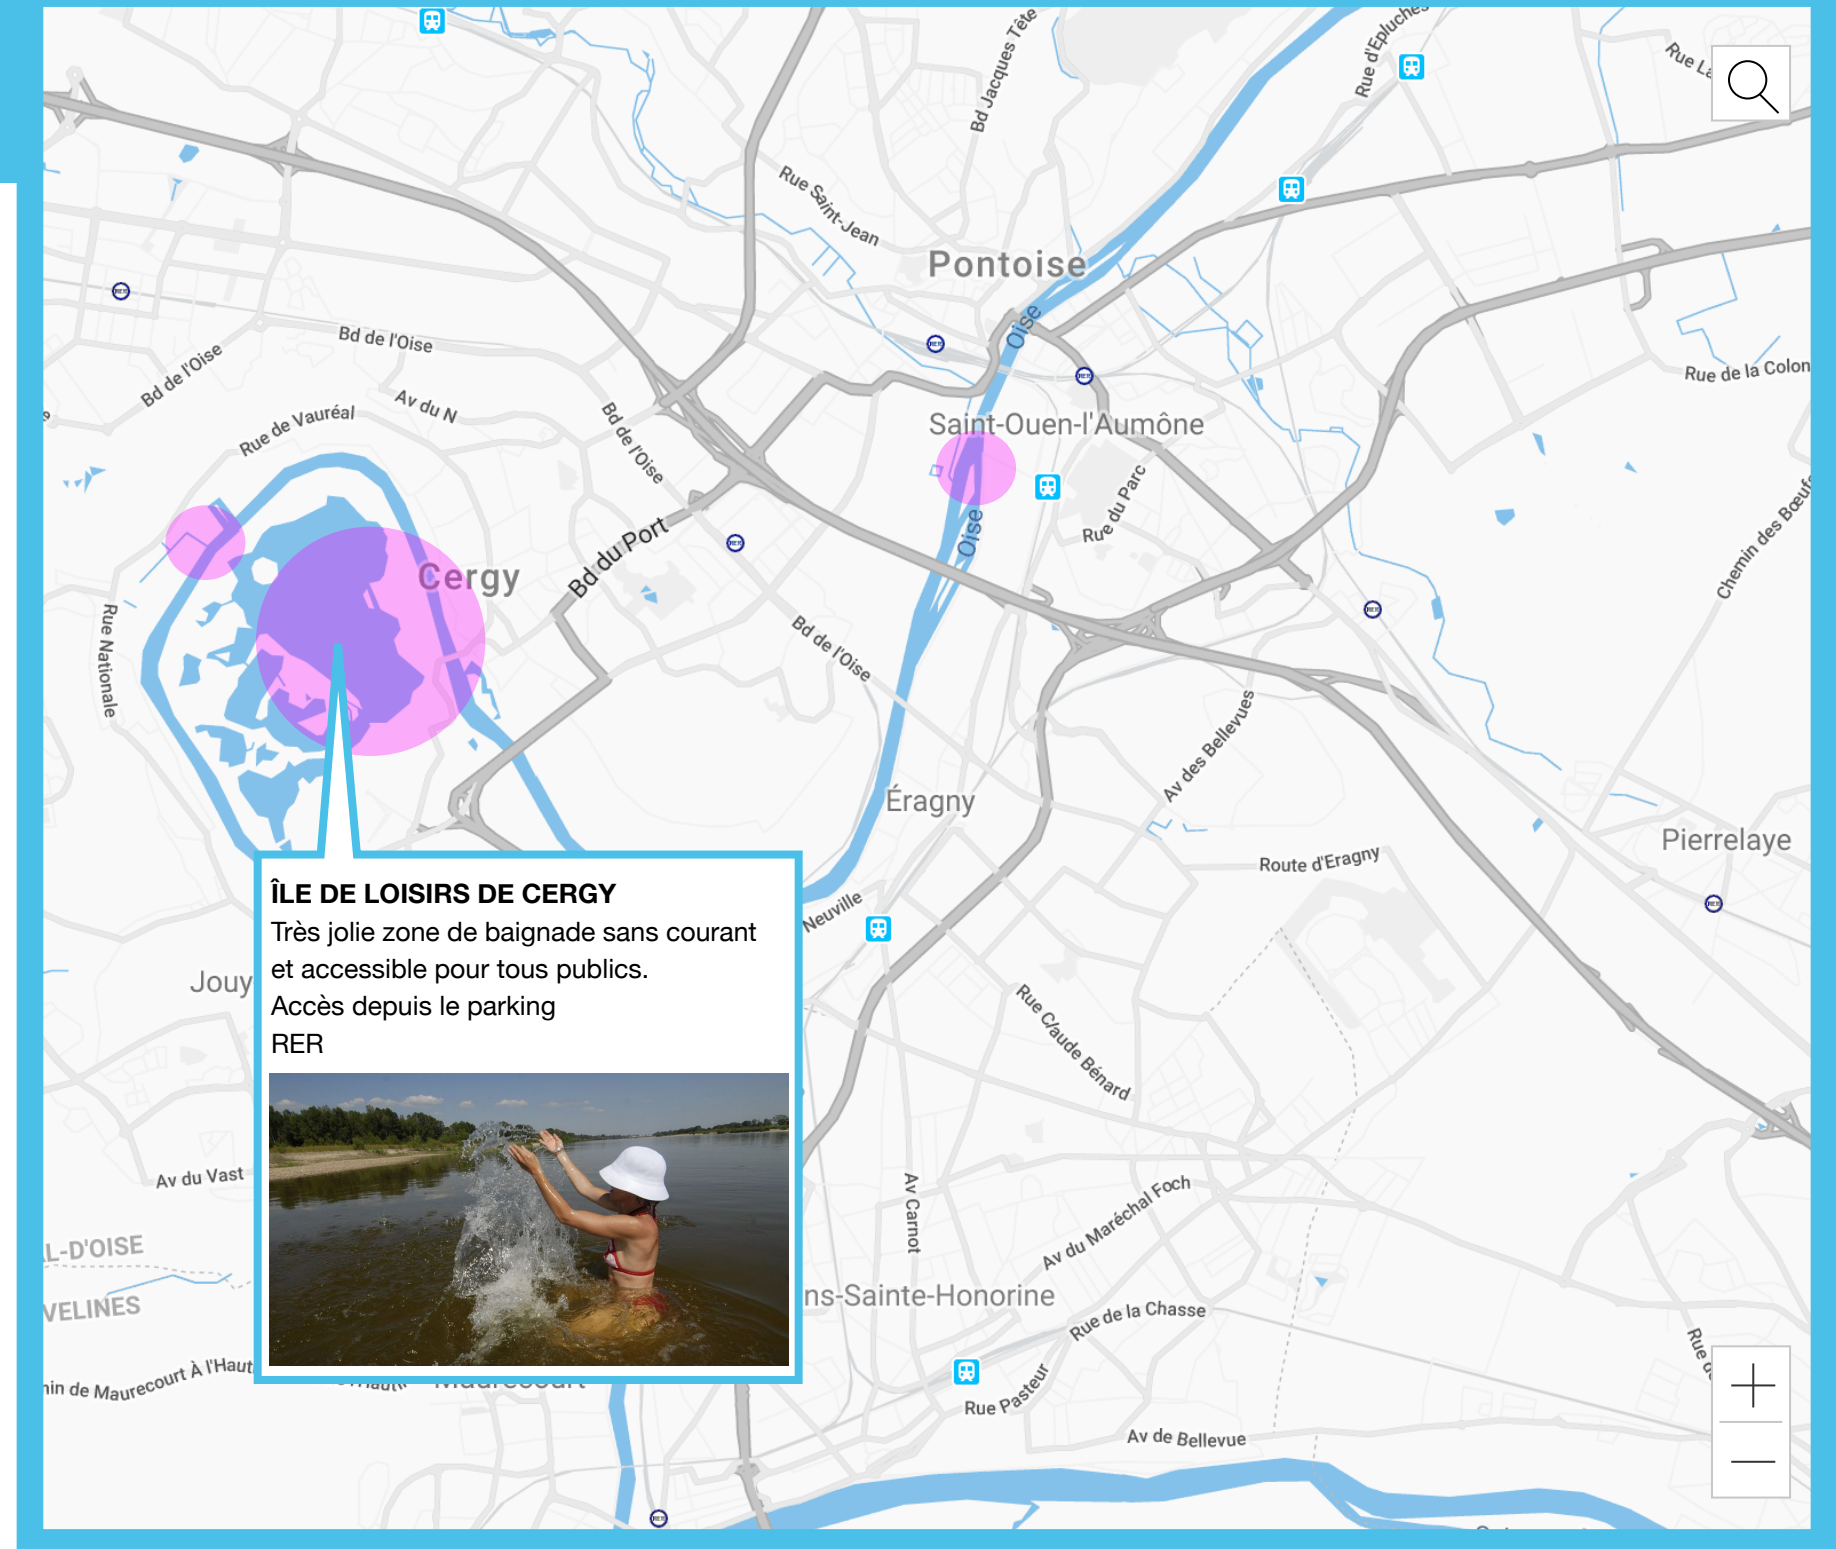 Bd Jacques Tête
Rue d'Epluches
Rue Saint-Jean
Pontoise
Oise
Bd de l'Oise
Bd de l'Oise
Rue de la Colon
Av du N
Rue de Vauréal
Bd de l'Oise
Saint-Ouen-l'Aumône
Rue du Parc
Oise
Chemin des Bœufs
Bd du Port
Cergy
Rue Nationale
Bd de l'Oise
Av des Bellevues
Éragny
Pierrelaye
Route d'Eragny
ÎLE DE LOISIRS DE CERGY
Très jolie zone de baignade sans courant
et accessible pour tous publics.
Accès depuis le parking
RER
Neuville
Jouy
Rue Claude Bénard
Av du Vast
Av Carnot
Av du Maréchal Foch
L-D'OISE
VELINES
ns-Sainte-Honorine
Rue de la Chasse
Rue Pasteur
Maurecourt
Av de Bellevue